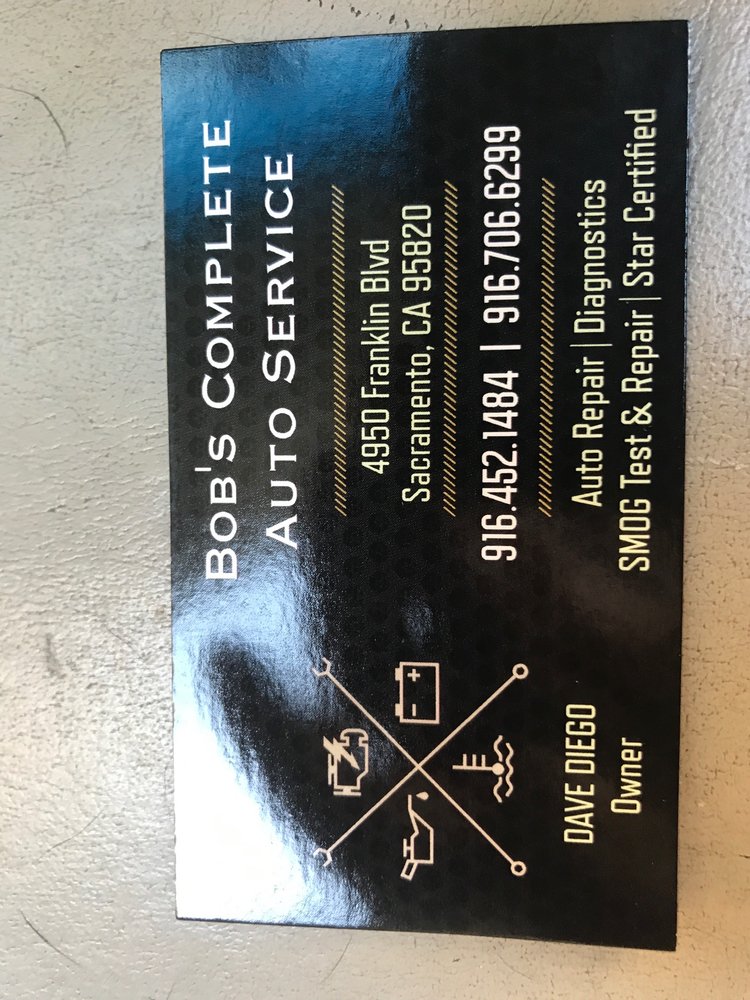 BOB'S COMPLETE
AUTO SERVICE
4950 Franklin Blvd
Sacramento, CA 95820
916.452.1484 | 916.706.6299
Auto Repair | Diagnostics
SMOG Test & Repair | Star Certified
DAVE DIEGO
Owner